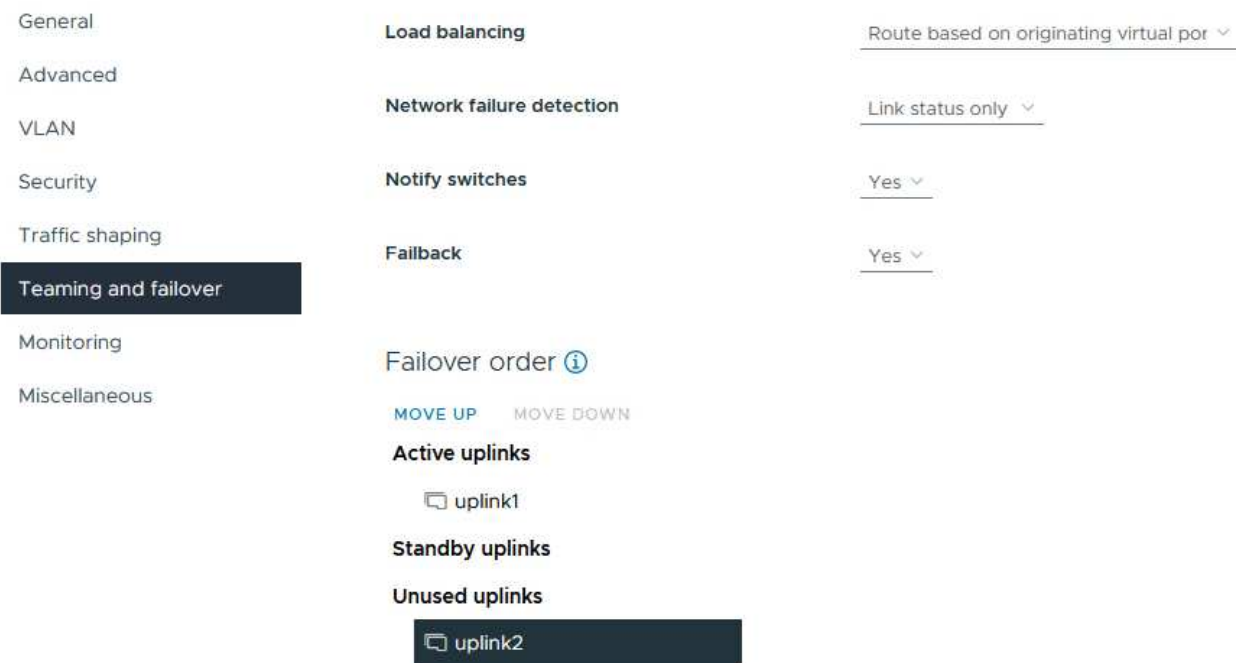 General
Advanced
VLAN
Security
Traffic shaping
Teaming and failover
Monitoring
Miscellaneous
Load balancing Route based on originating virtual por
Network failure detection Link status only
Notify switches Yes
Failback Yes
Failover order
MOVE UP MOVE DOWN
Active uplinks
uplink1
Standby uplinks
Unused uplinks
uplink2